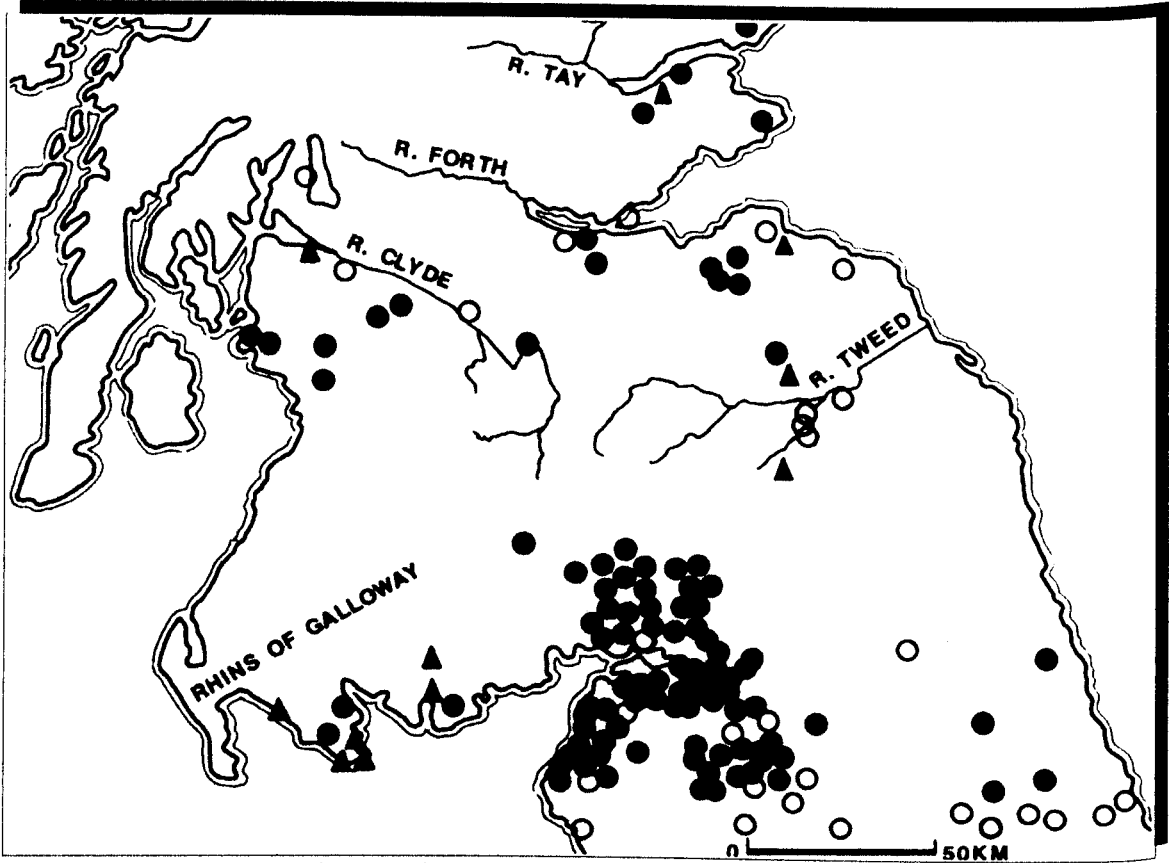 R. TAY
R. FORTH
R. CLYDE
R. TWEED
RHINS OF GALLOWAY
0 50KM